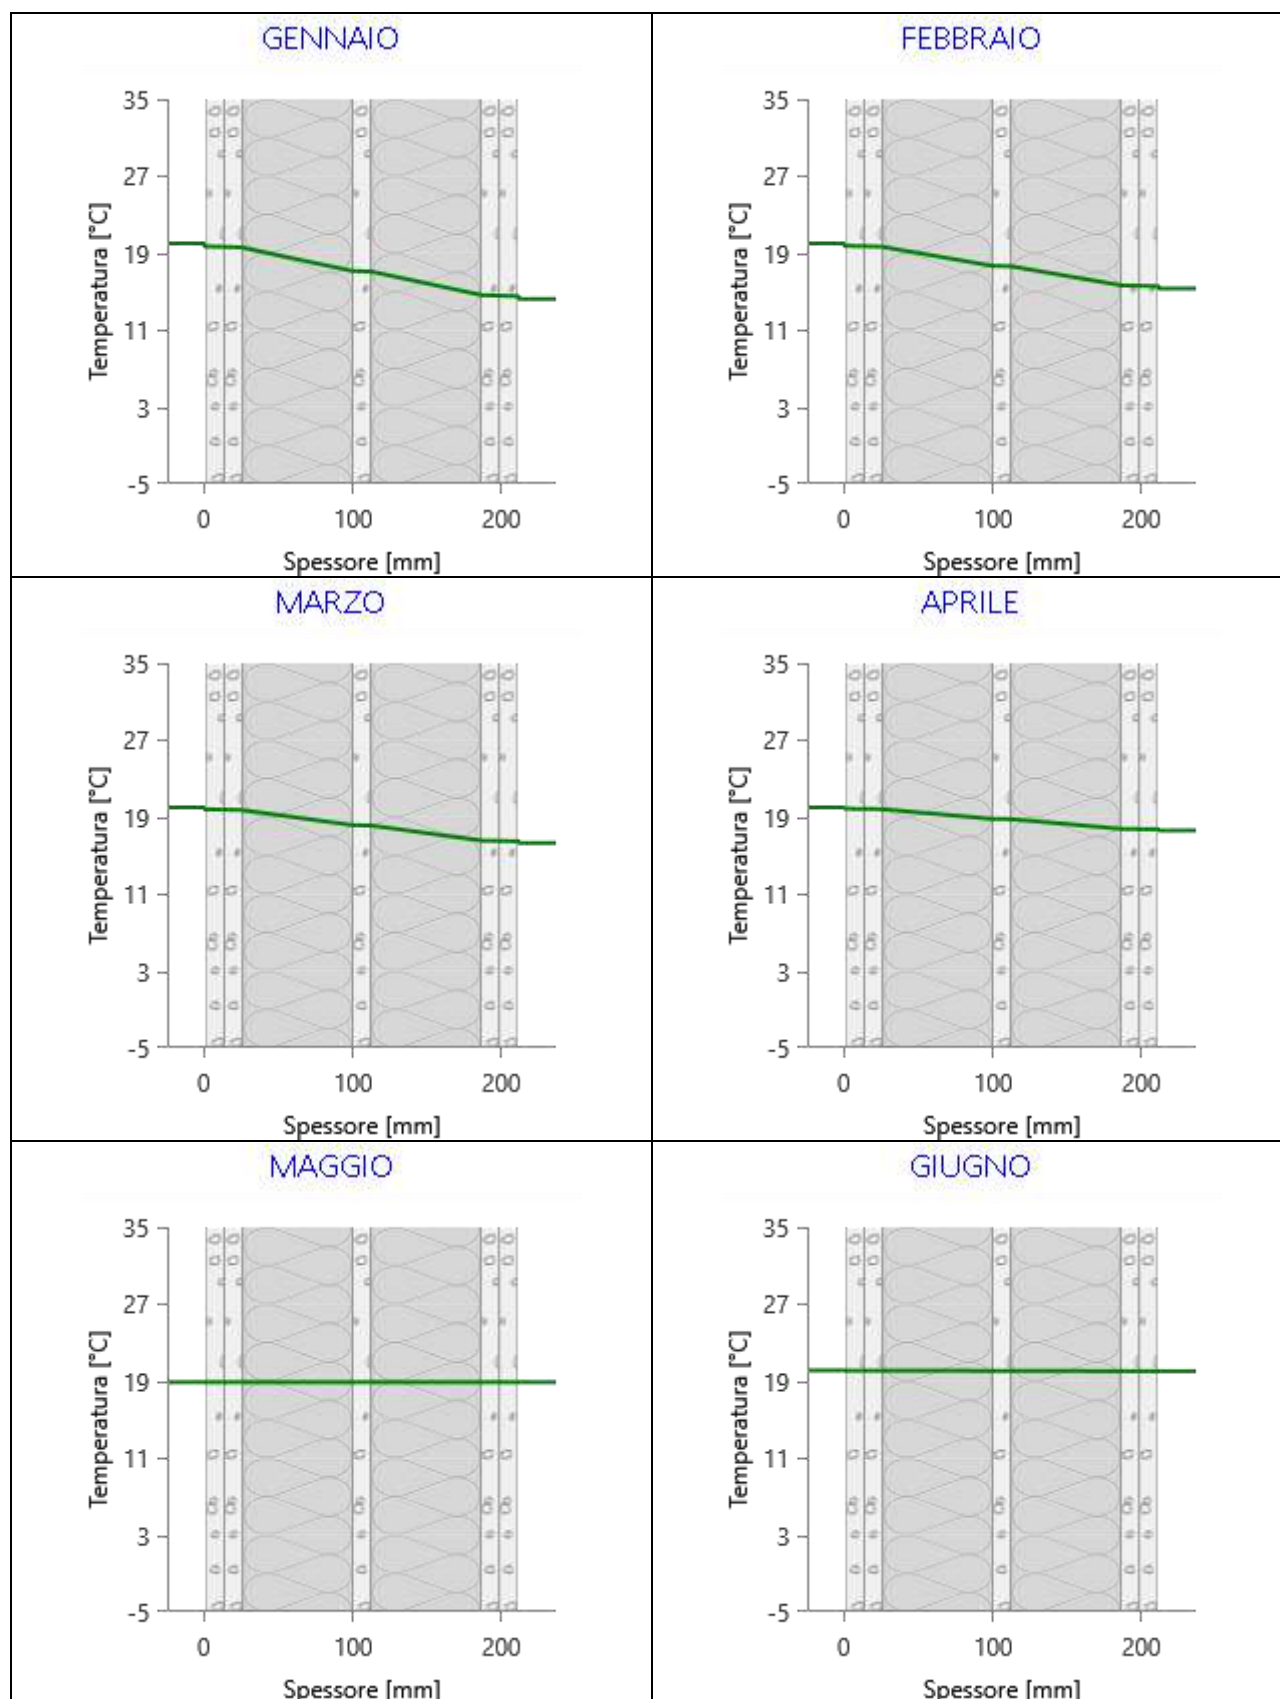 GENNAIO
35
27
19
11
3
-5
Temperatura [°C]
0 100 200
Spessore [mm]
FEBBRAIO
35
27
19
11
3
-5
Temperatura [°C]
0 100 200
Spessore [mm]
MARZO
35
27
19
11
3
-5
Temperatura [°C]
0 100 200
Spessore [mm]
APRILE
35
27
19
11
3
-5
Temperatura [°C]
0 100 200
Spessore [mm]
MAGGIO
35
27
19
11
3
-5
Temperatura [°C]
0 100 200
Spessore [mm]
GIUGNO
35
27
19
11
3
-5
Temperatura [°C]
0 100 200
Spessore [mm]